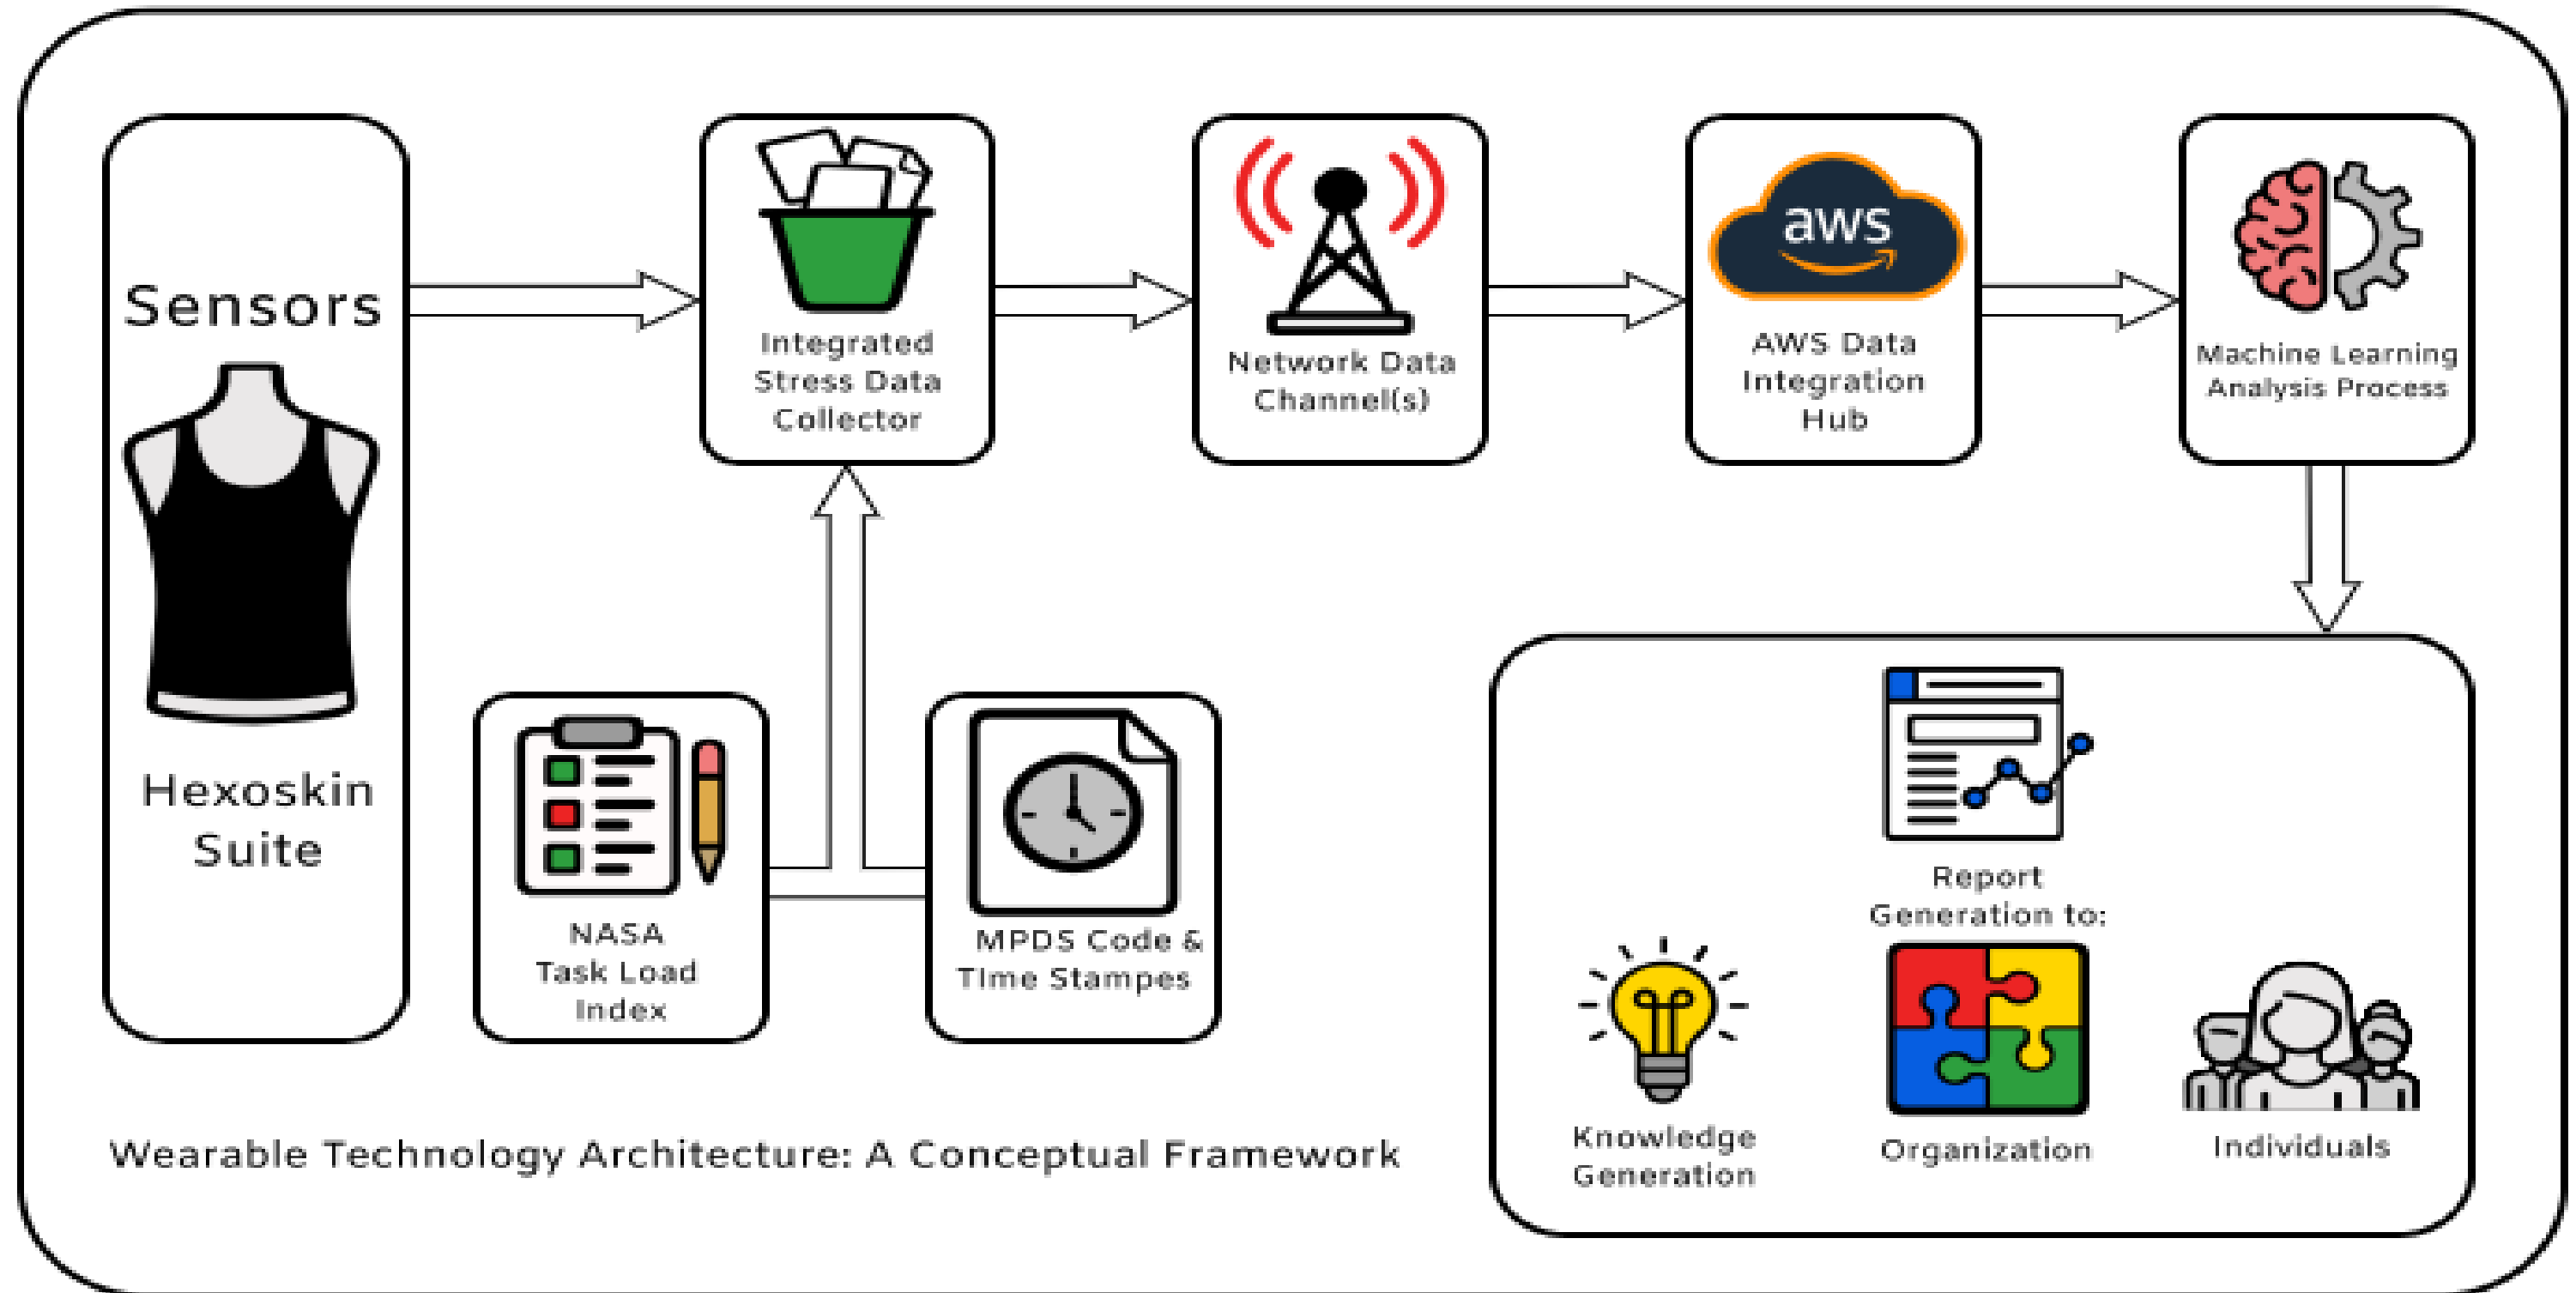 Sensors
Hexoskin
Suite
Integrated
Stress Data
Collector
Network Data
Channel(s)
aws
AWS Data
Integration
Hub
Machine Learning
Analysis Process
NASA
Task Load
Index
MPDS Code &
TIme Stampes
Report
Generation to:
Knowledge
Generation
Organization
Individuals
Wearable Technology Architecture: A Conceptual Framework